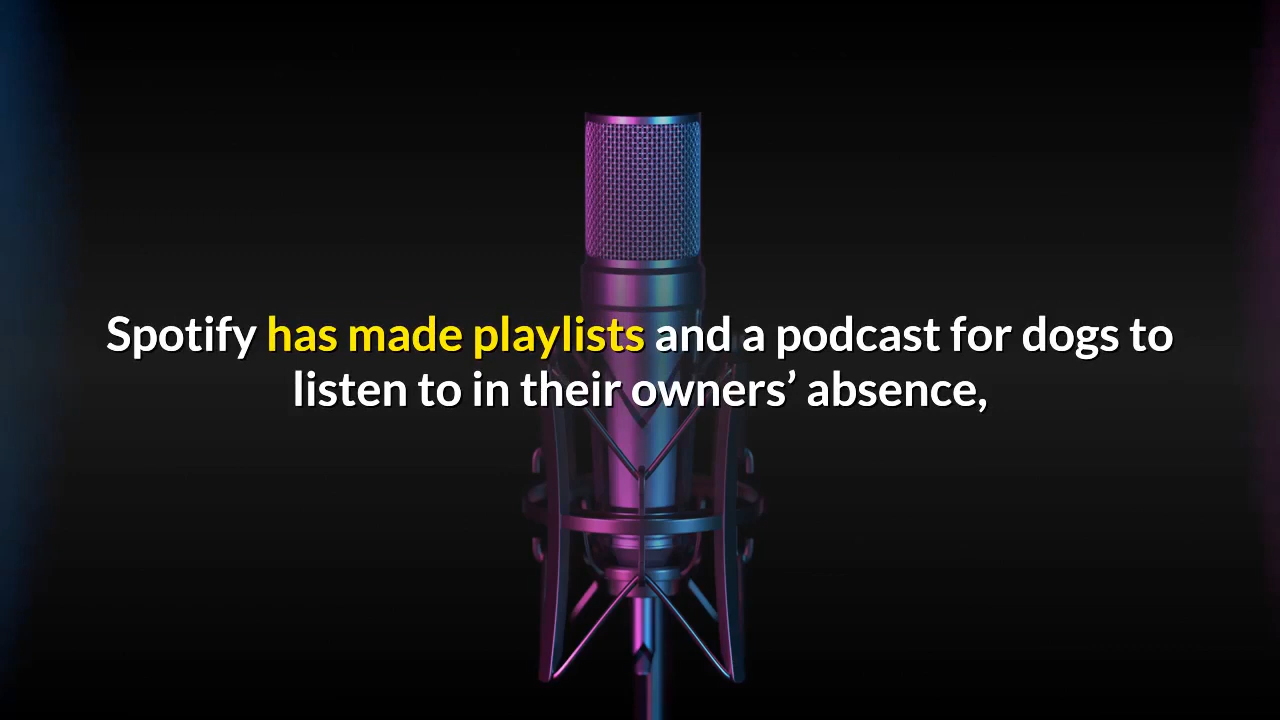 Spotify has made playlists and a podcast for dogs to
listen to in their owners’ absence,